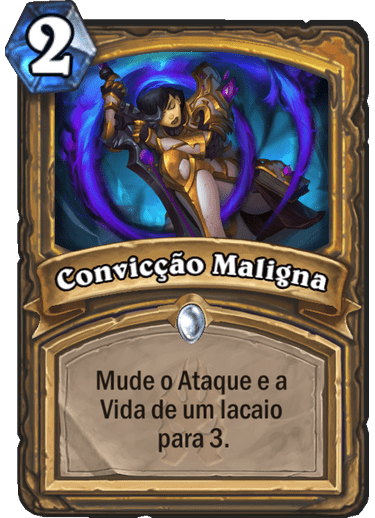 2
Convicção Maligna
Mude o Ataque e a
Vida de um lacaio
para 3.